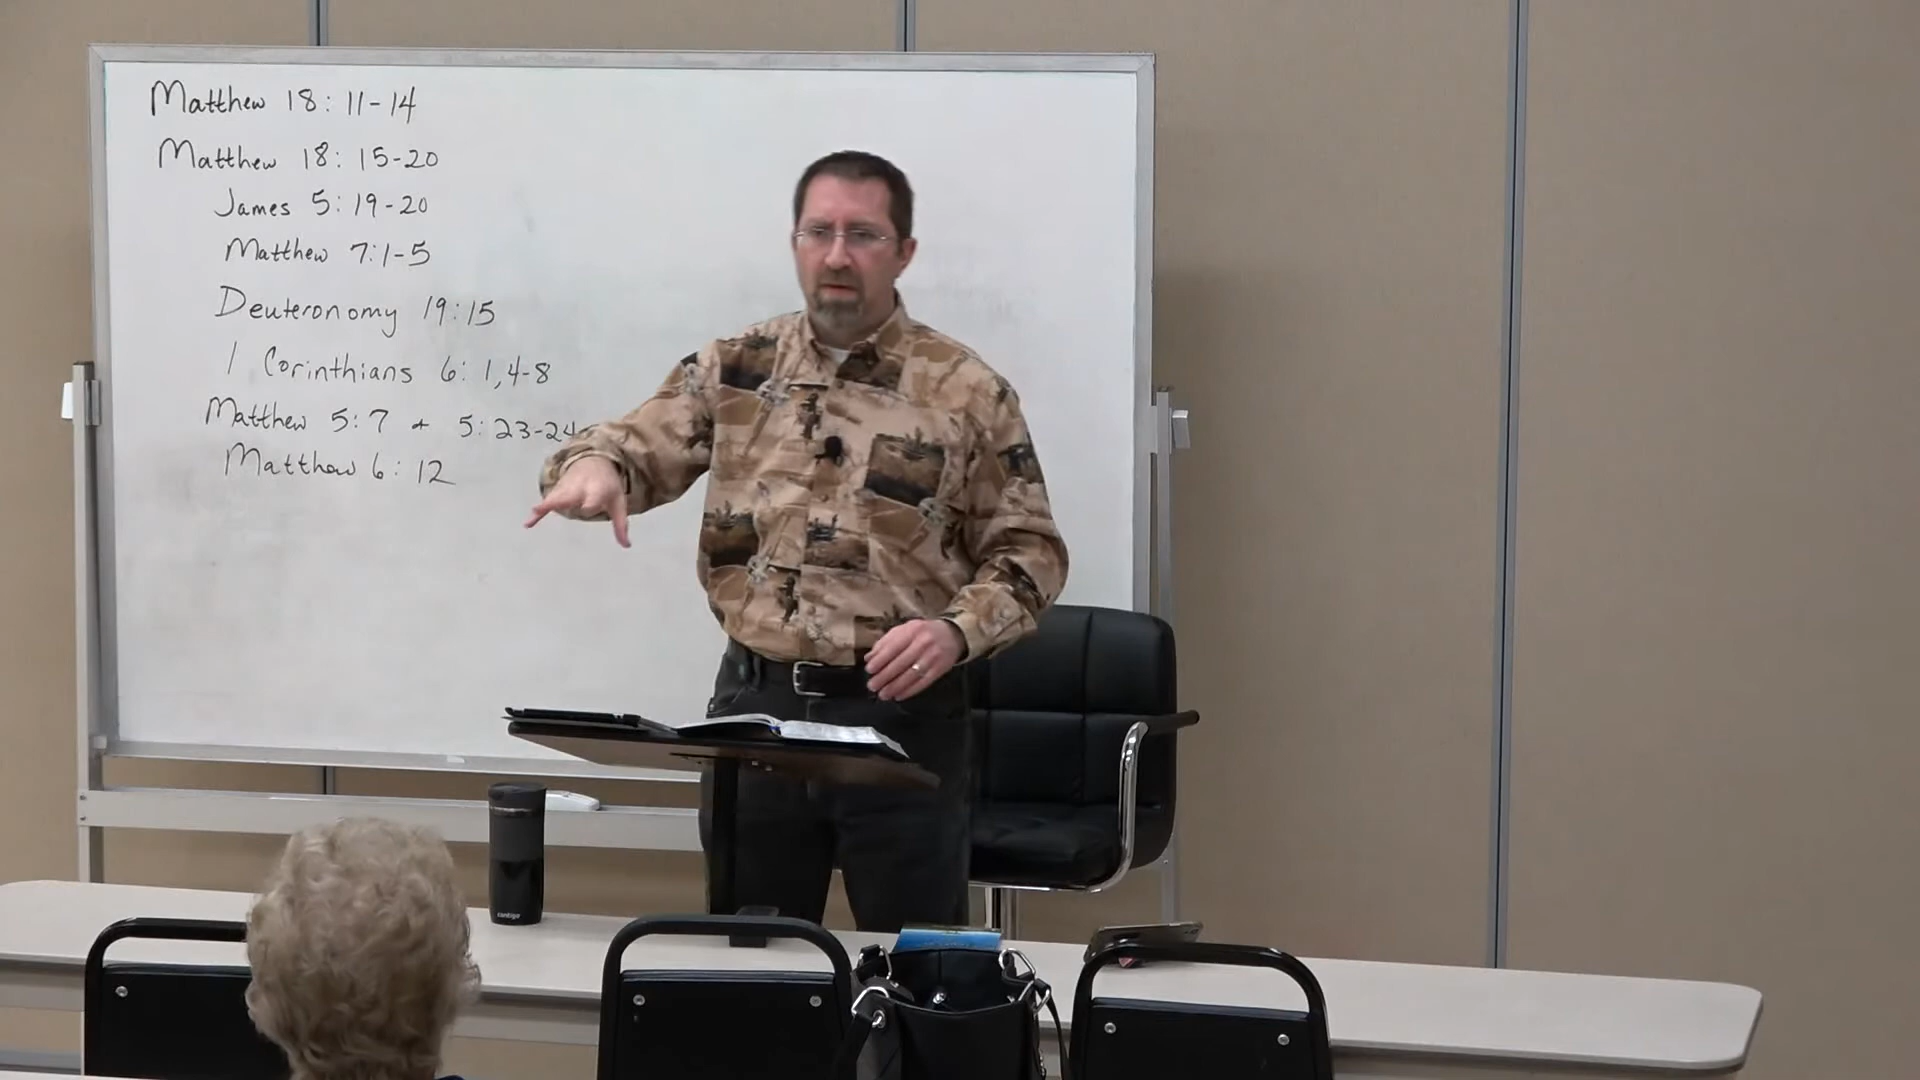 Matthew 18: 11-14
Matthew 18: 15-20
James 5: 19-20
Matthew 7:1-5
Deuteronomy 19:15
1 Corinthians 6: 1,4-8
Matthew 5:7 + 5:23-24
Matthew 6: 12
contigo